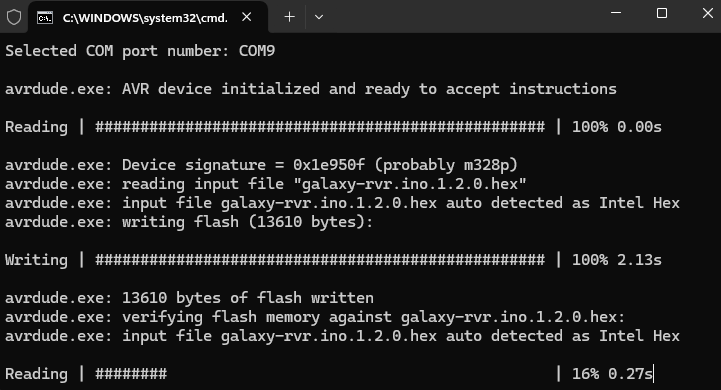 C:\WINDOWS\system32\cmd.
Selected COM port number: COM9
avrdude.exe: AVR device initialized and ready to accept instructions
Reading | ################################################## | 100% 0.00s
avrdude.exe: Device signature = 0x1e950f (probably m328p)
avrdude.exe: reading input file "galaxy-rvr.ino.1.2.0.hex"
avrdude.exe: input file galaxy-rvr.ino.1.2.0.hex auto detected as Intel Hex
avrdude.exe: writing flash (13610 bytes):
Writing | ################################################## | 100% 2.13s
avrdude.exe: 13610 bytes of flash written
avrdude.exe: verifying flash memory against galaxy-rvr.ino.1.2.0.hex:
avrdude.exe: input file galaxy-rvr.ino.1.2.0.hex auto detected as Intel Hex
Reading | ######## | 16% 0.27s